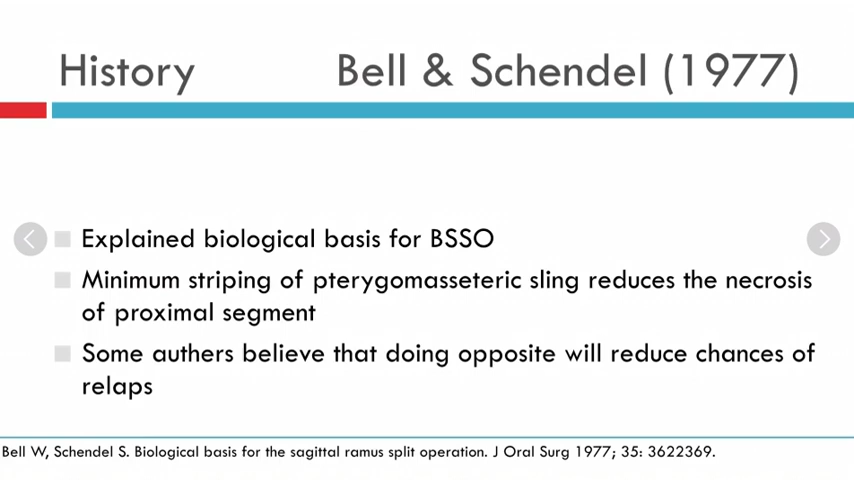 History Bell & Schendel (1977)
Explained biological basis for BSSO
Minimum striping of pterygomasseteric sling reduces the necrosis
of proximal segment
Some authers believe that doing opposite will reduce chances of
relaps
Bell W, Schendel S. Biological basis for the sagittal ramus split operation. J Oral Surg 1977; 35: 3622369.